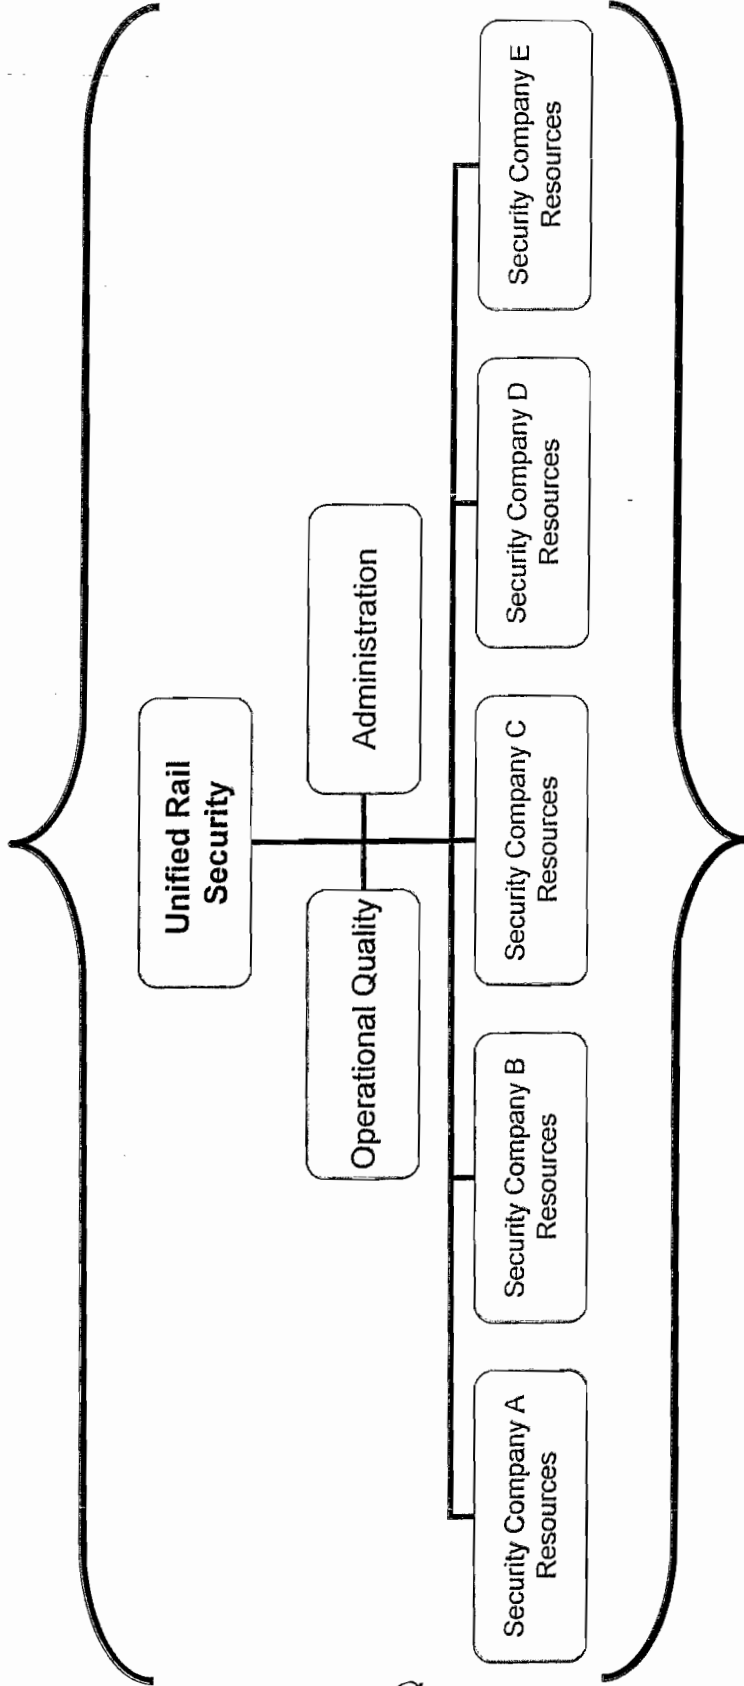 Unified Rail
Security
Operational Quality
Administration
Security Company A
Resources
Security Company B
Resources
Security Company C
Resources
Security Company D
Resources
Security Company E
Resources